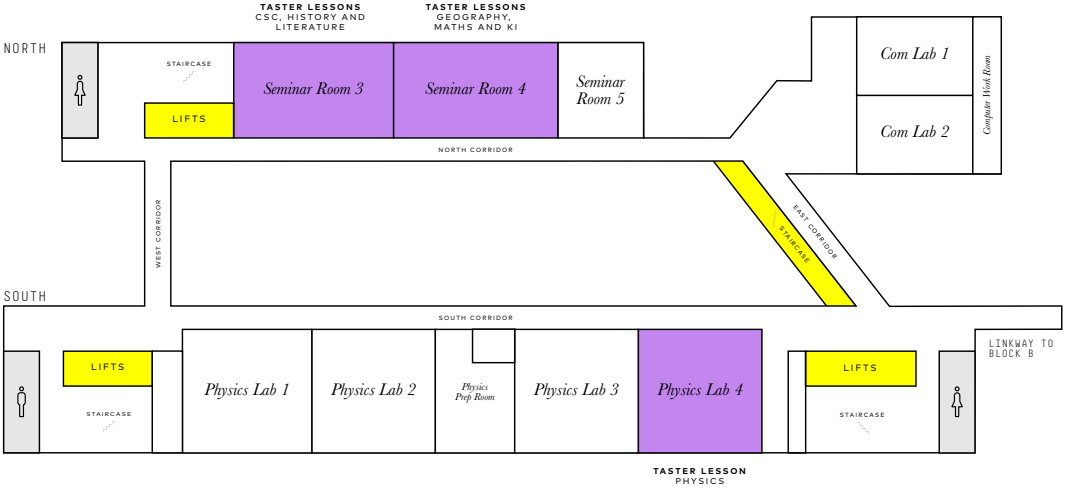 TASTER LESSONS
CSC, HISTORY AND
LITERATURE
TASTER LESSONS
GEOGRAPHY,
MATHS AND KI
NORTH
STAIRCASE
LIFTS
Seminar Room 3
Seminar Room 4
Seminar
Room 5
Com Lab 1
Com Lab 2
Computer Work Room
NORTH CORRIDOR
WEST CORRIDOR
STAIRCASE
EAST CORRIDOR
SOUTH
SOUTH CORRIDOR
LINKWAY TO
BLOCK B
LIFTS
STAIRCASE
Physics Lab 1
Physics Lab 2
Physics
Prep Room
Physics Lab 3
Physics Lab 4
LIFTS
STAIRCASE
TASTER LESSON
PHYSICS